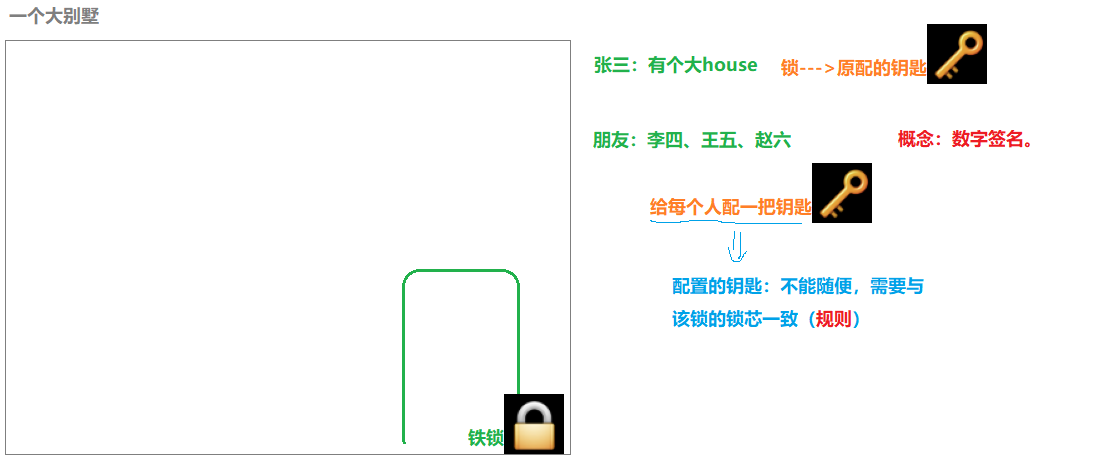 一个大别墅
张三：有个大house
锁--->原配的钥匙
朋友：李四、王五、赵六
概念：数字签名。
给每个人配一把钥匙
配置的钥匙：不能随便，需要与
该锁的锁芯一致（规则）
铁锁